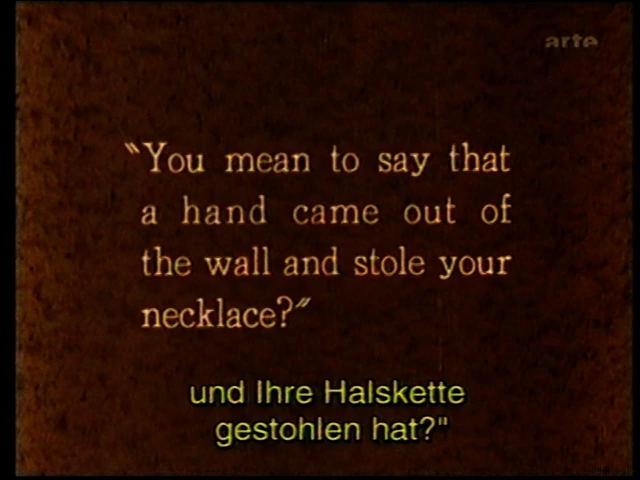 arte
“You mean to say that
a hand came out of
the wall and stole your
necklace?”
und Ihre Halskette
gestohlen hat?"